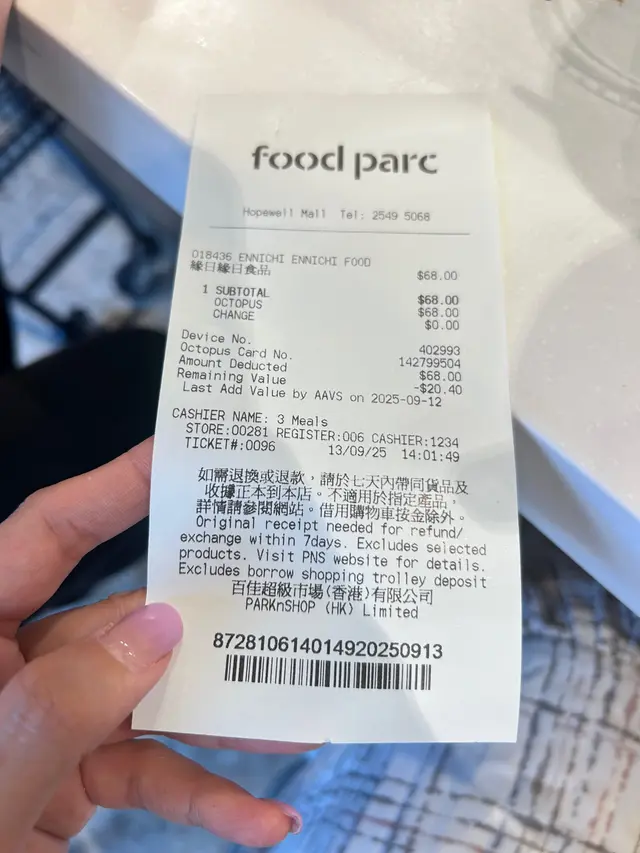 food parc
Hopewell Mall Tel: 2549 5068
018436 ENNICHI ENNICHI FOOD
緣日緣日食品 $68.00
1 SUBTOTAL $68.00
OCTOPUS $68.00
CHANGE $0.00
Device No. 402993
Octopus Card No. 142799504
Amount Deducted $68.00
Remaining Value -$20.40
Last Add Value by AAVS on 2025-09-12
CASHIER NAME: 3 Meals
STORE:00281 REGISTER:006 CASHIER:1234
TICKET#:0096 13/09/25 14:01:49
如需退換或退款，請於七天內帶同貨品及
收據正本到本店。不適用於指定產品，
詳情請參閱網站。借用購物車按金除外。
Original receipt needed for refund/
exchange within 7days. Excludes selected
products. Visit PNS website for details.
Excludes borrow shopping trolley deposit
百佳超級市場(香港)有限公司
PARKnSHOP (HK) Limited
872810614014920250913